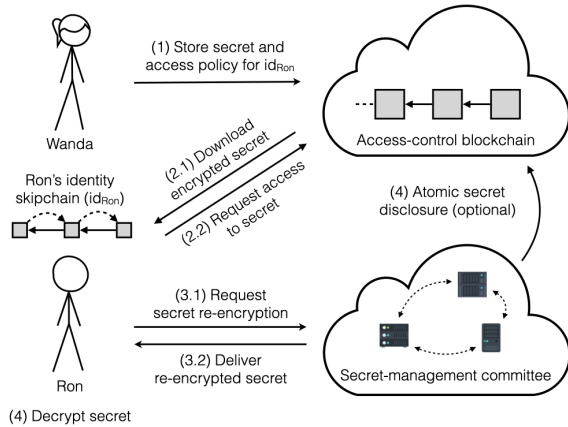 (1) Store secret and
access policy for idRon
Wanda
Access-control blockchain
(2.1) Download
encrypted secret
(2.2) Request access
to secret
Ron's identity
skipchain (idRon)
(4) Atomic secret
disclosure (optional)
(3.1) Request
secret re-encryption
(3.2) Deliver
re-encrypted secret
Ron
Secret-management committee
(4) Decrypt secret